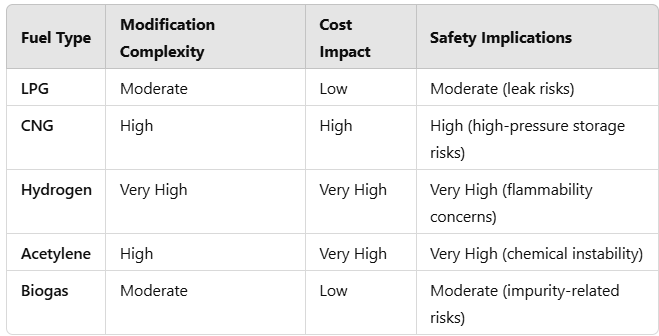 Fuel Type Modification Complexity Cost Impact Safety Implications
LPG Moderate Low Moderate (leak risks)
CNG High High High (high-pressure storage risks)
Hydrogen Very High Very High Very High (flammability concerns)
Acetylene High Very High Very High (chemical instability)
Biogas Moderate Low Moderate (impurity-related risks)